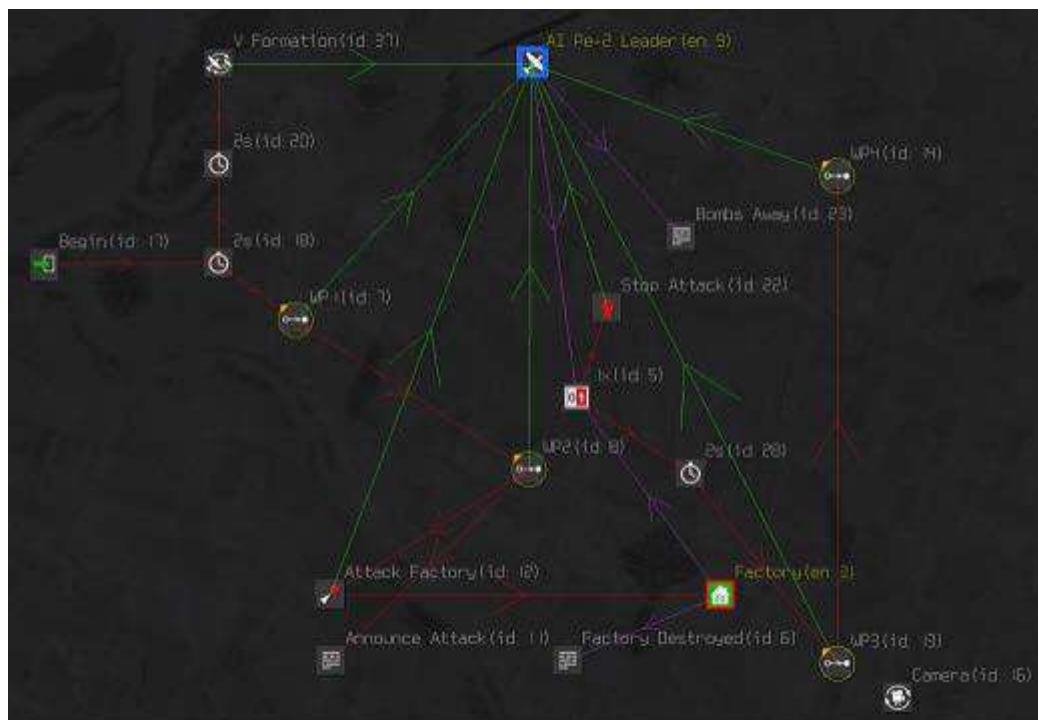 V Formation(id: 37)
AI Pe-2 Leader(en: 9)
2s(id: 20)
WP4(id: 14)
Bombs Away(id: 23)
Begin(id: 17)
2s(id: 18)
Stop Attack(id: 22)
WP1(id: 7)
1x(id: 5)
WP2(id: 8)
2s(id: 28)
Attack Factory(id: 12)
Factory(en: 3)
Announce Attack(id: 11)
Factory Destroyed(id: 6)
WP3(id: 19)
Camera(id: 16)